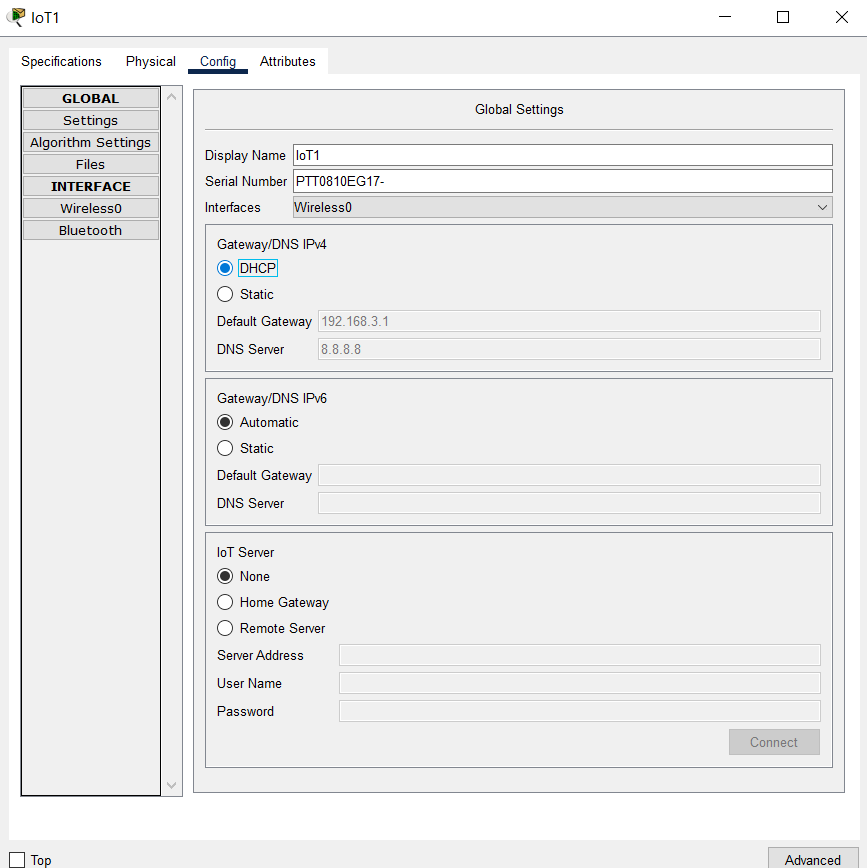 IoT1
Specifications Physical Config Attributes
GLOBAL
Settings
Algorithm Settings
Files
INTERFACE
Wireless0
Bluetooth
Global Settings
Display Name IoT1
Serial Number PTT0810EG17-
Interfaces Wireless0
Gateway/DNS IPv4
DHCP
Static
Default Gateway 192.168.3.1
DNS Server 8.8.8.8
Gateway/DNS IPv6
Automatic
Static
Default Gateway
DNS Server
IoT Server
None
Home Gateway
Remote Server
Server Address
User Name
Password
Connect
Top Advanced